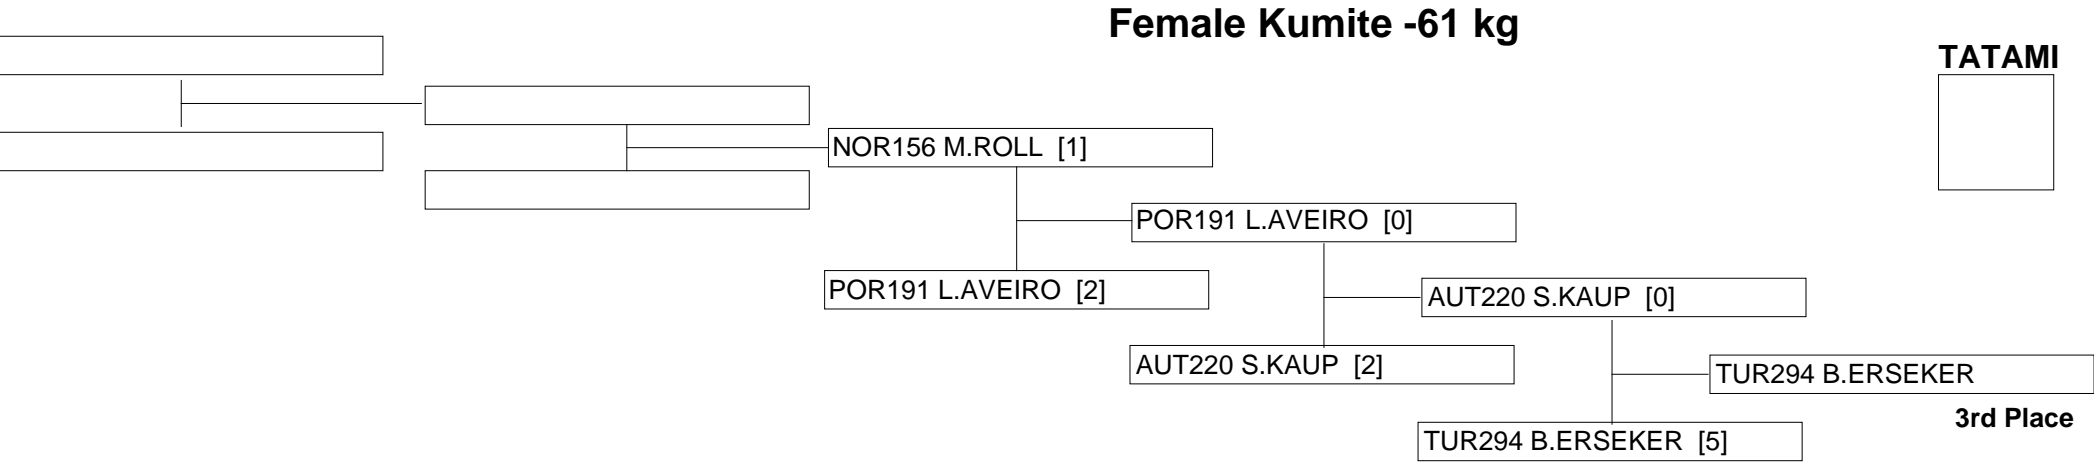 Female Kumite -61 kg
TATAMI
NOR156 M.ROLL [1]
POR191 L.AVEIRO [0]
POR191 L.AVEIRO [2]
AUT220 S.KAUP [0]
AUT220 S.KAUP [2]
TUR294 B.ERSEKER
3rd Place
TUR294 B.ERSEKER [5]